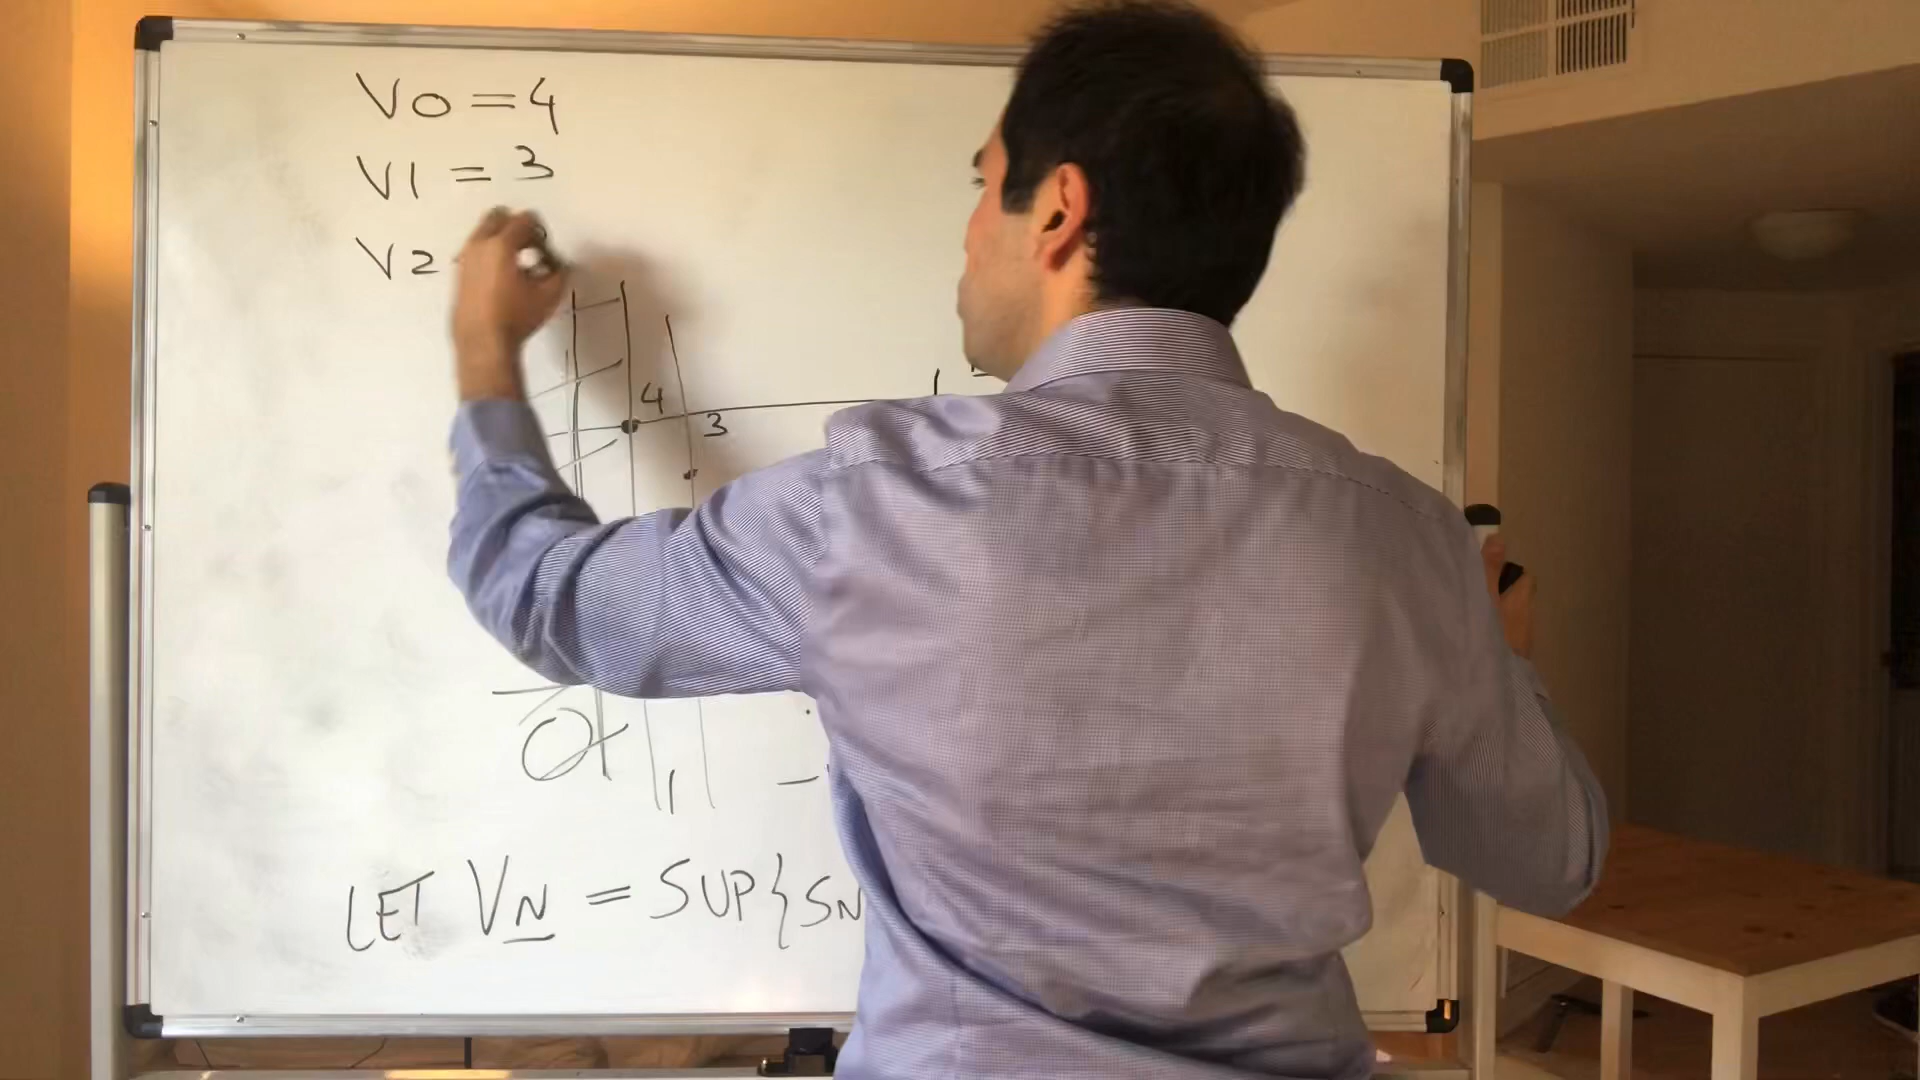 V0 = 4
V1 = 3
V2
4
3
LET VN = SUP{SN